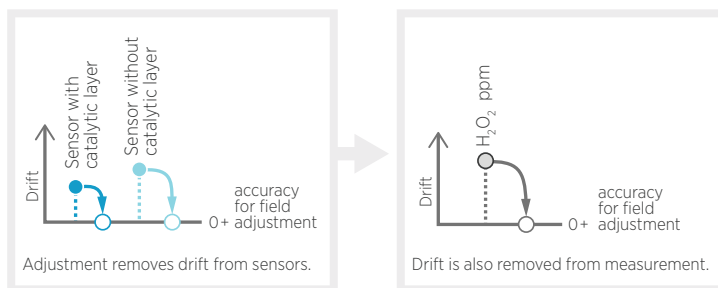 Drift
Sensor with
catalytic layer
Sensor without
catalytic layer
0+
accuracy
for field
adjustment
Adjustment removes drift from sensors.
Drift
H₂O₂ ppm
0+
accuracy
for field
adjustment
Drift is also removed from measurement.